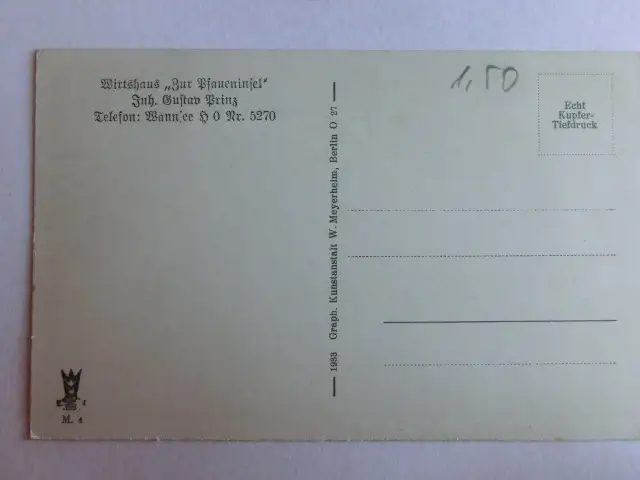 Wirtshaus „Zur Pfaueninsel"
Inh. Gustav Prinz
Telefon: Wannsee H 0 Nr. 5270
1,50
Echt
Kupfer-
Tiefdruck
1983 Graph. Kunstanstalt W. Meyerheim, Berlin O 27
M. 4